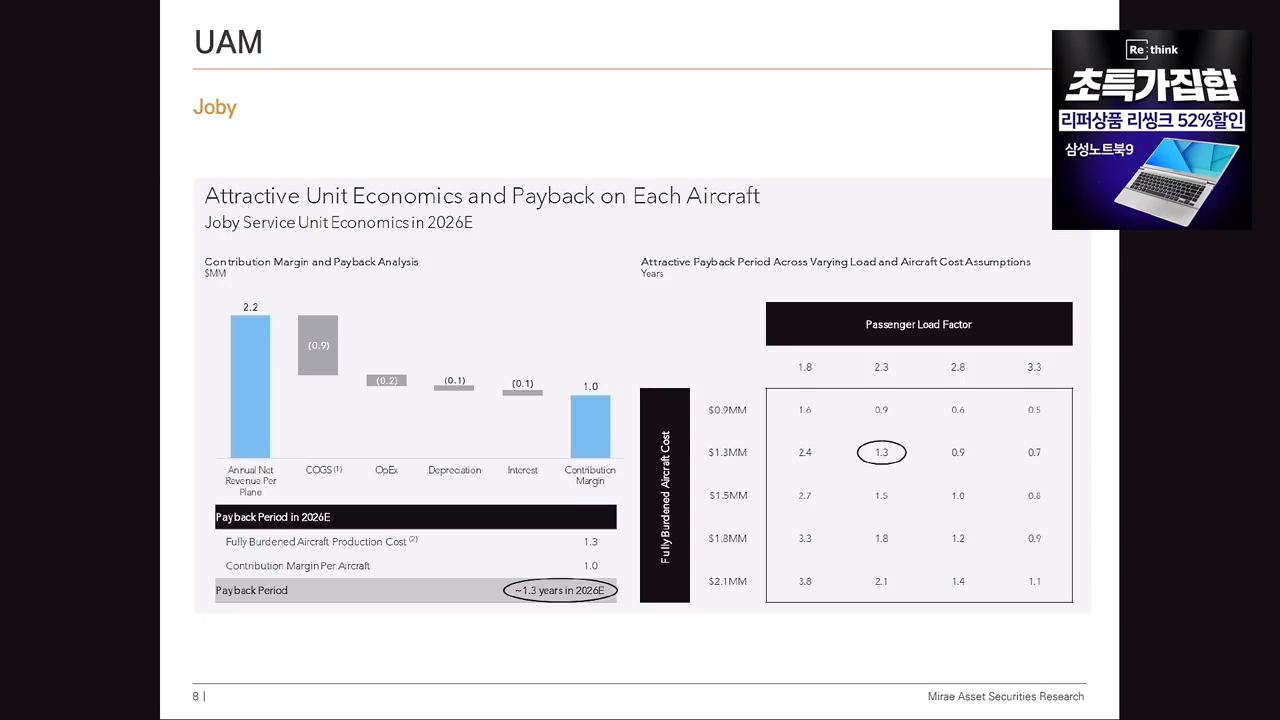 UAM
Joby
Re:think
초특가집합
리퍼상품 리씽크 52%할인
삼성노트북9
Attractive Unit Economics and Payback on Each Aircraft
Joby Service Unit Economics in 2026E
Contribution Margin and Payback Analysis
$MM
2.2
(0.9)
(0.2)
(0.1)
(0.1)
1.0
Annual Net
Revenue Per
Plane
COGS (1)
OpEx
Depreciation
Interest
Contribution
Margin
Payback Period in 2026E
Fully Burdened Aircraft Production Cost (2) 1.3
Contribution Margin Per Aircraft 1.0
Payback Period ~1.3 years in 2026E
Attractive Payback Period Across Varying Load and Aircraft Cost Assumptions
Years
Passenger Load Factor
1.8 2.3 2.8 3.3
Fully Burdened Aircraft Cost
$0.9MM 1.6 0.9 0.6 0.5
$1.3MM 2.4 1.3 0.9 0.7
$1.5MM 2.7 1.5 1.0 0.8
$1.8MM 3.3 1.8 1.2 0.9
$2.1MM 3.8 2.1 1.4 1.1
8 |
Mirae Asset Securities Research